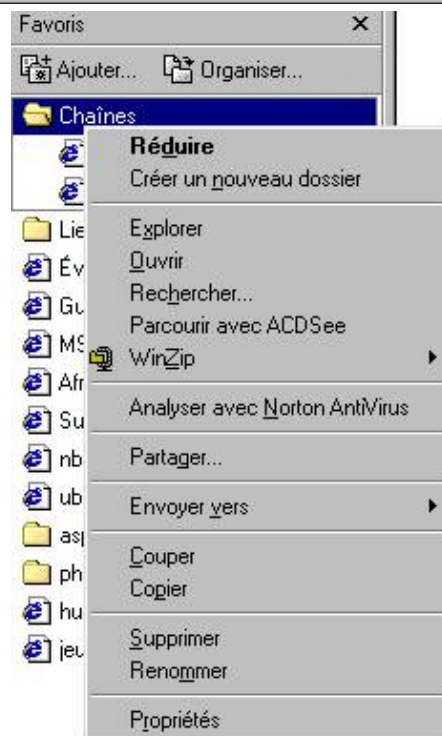 Favoris
Ajouter... Organiser...
Chaînes
Réduire
Créer un nouveau dossier
Explorer
Ouvrir
Rechercher...
Parcourir avec ACDSee
WinZip
Analyser avec Norton AntiVirus
Partager...
Envoyer vers
Couper
Copier
Supprimer
Renommer
Propriétés